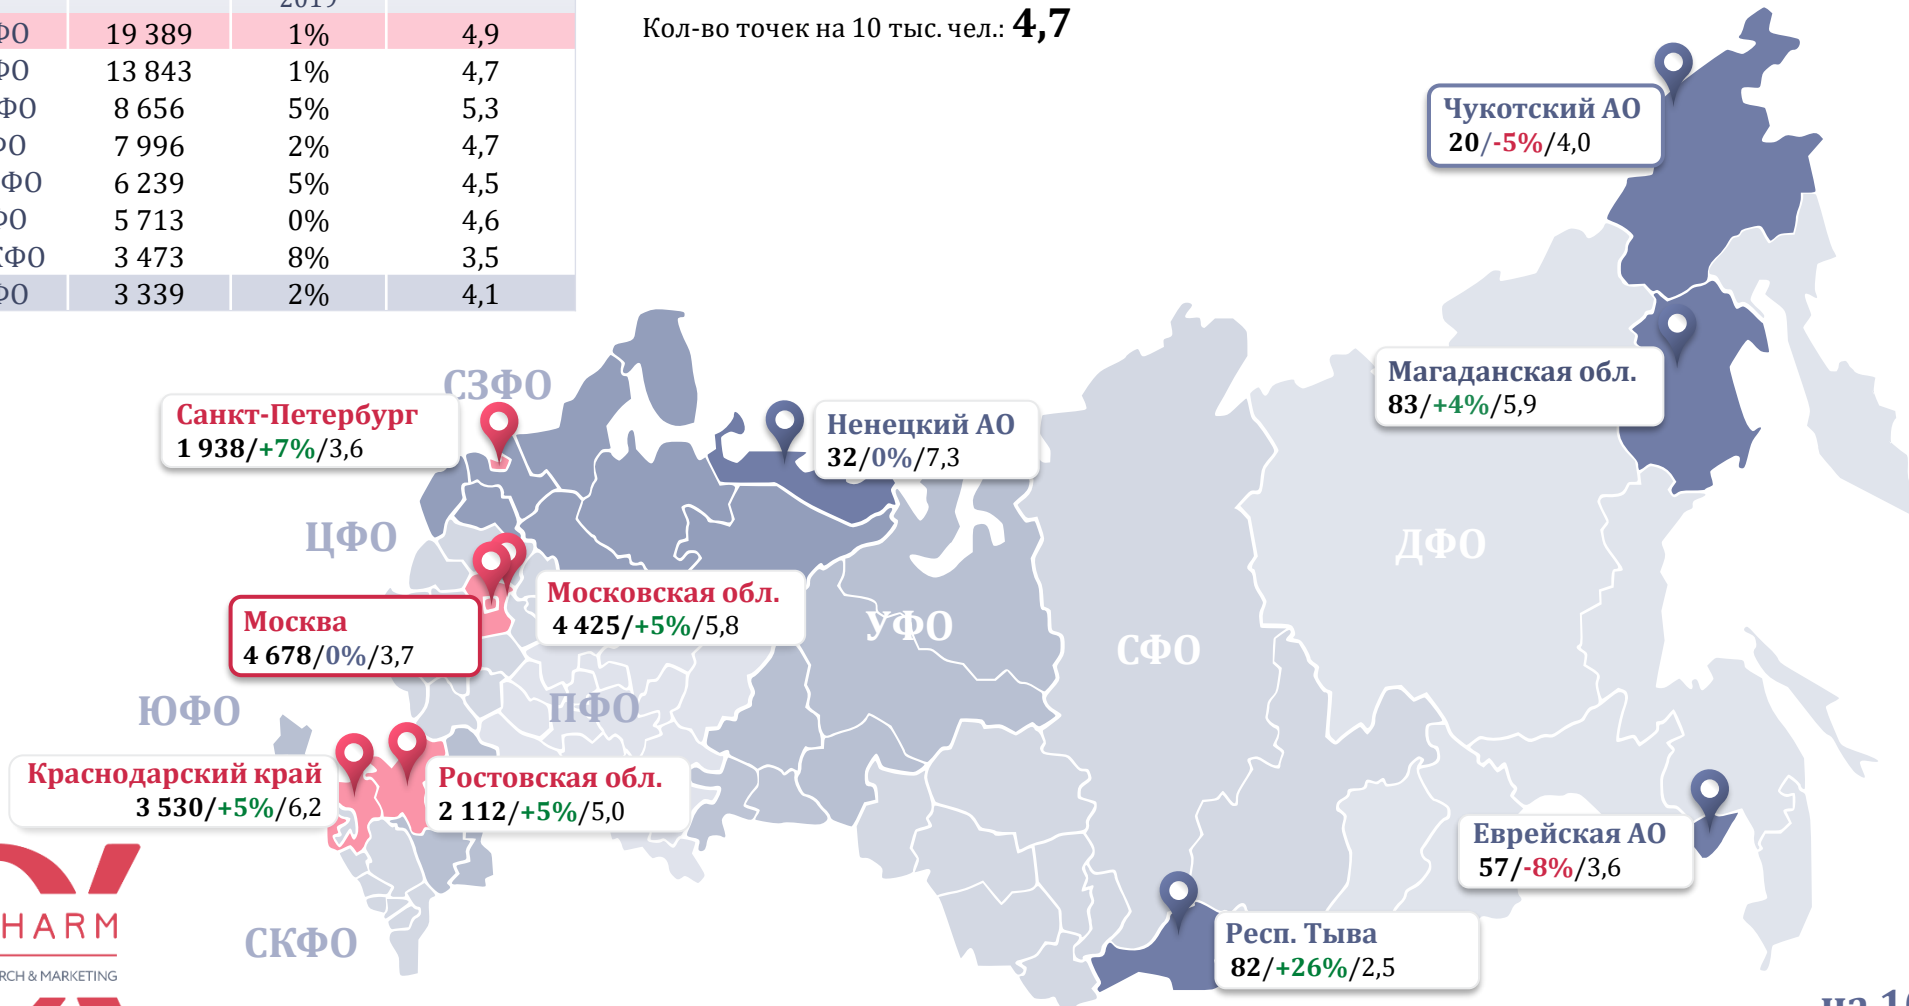 2019
ФО 19 389 1% 4,9
ФО 13 843 1% 4,7
ФО 8 656 5% 5,3
ФО 7 996 2% 4,7
ФО 6 239 5% 4,5
ФО 5 713 0% 4,6
КФО 3 473 8% 3,5
ФО 3 339 2% 4,1
Кол-во точек на 10 тыс. чел.: 4,7
Чукотский АО
20/-5%/4,0
Магаданская обл.
83/+4%/5,9
СЗФО
Санкт-Петербург
1 938/+7%/3,6
Ненецкий АО
32/0%/7,3
ЦФО
ДФО
Московская обл.
4 425/+5%/5,8
Москва
4 678/0%/3,7
УФО
СФО
ЮФО
ПФО
Краснодарский край
3 530/+5%/6,2
Ростовская обл.
2 112/+5%/5,0
Еврейская АО
57/-8%/3,6
СКФО
Респ. Тыва
82/+26%/2,5
HARM
RCH & MARKETING